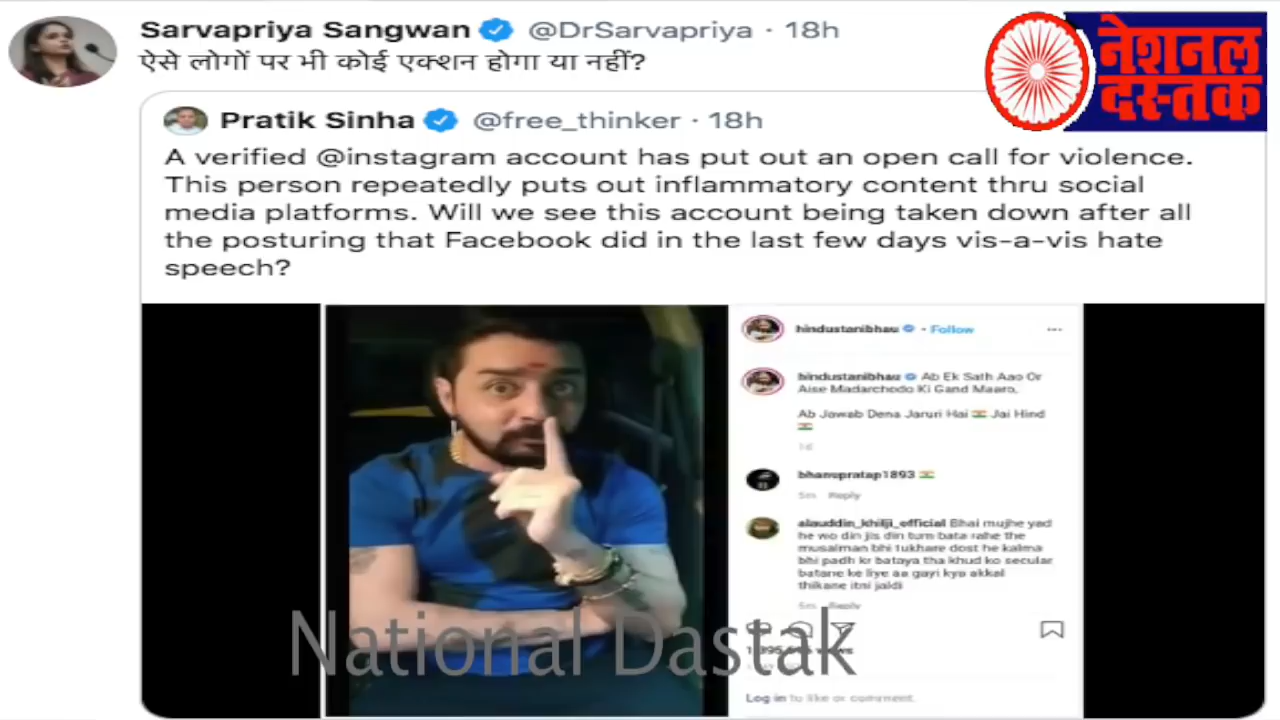 Sarvapriya Sangwan @DrSarvapriya · 18h
ऐसे लोगों पर भी कोई एक्शन होगा या नहीं?
नेशनल
दस्तक
Pratik Sinha @free_thinker · 18h
A verified @instagram account has put out an open call for violence.
This person repeatedly puts out inflammatory content thru social
media platforms. Will we see this account being taken down after all
the posturing that Facebook did in the last few days vis-a-vis hate
speech?
hindustanibhau · Follow
hindustanibhau Ab Ek Sath Aao Or
Aise Madarchodo Ki Gand Maaro,
Ab Jawab Dena Jaruri Hai Jai Hind
1d
bhanupratap1893
5m Reply
alauddin_khilji_official Bhai mujhe yad
he wo din jis din tum bata rahe the
musalman bhi tukhare dost he kalma
bhi padh kr bataya tha khud ko secular
batane ke liye aa gayi kya akkal
thikane itni jaldi
5m Reply
views
National Dastak
Log in to like or comment.